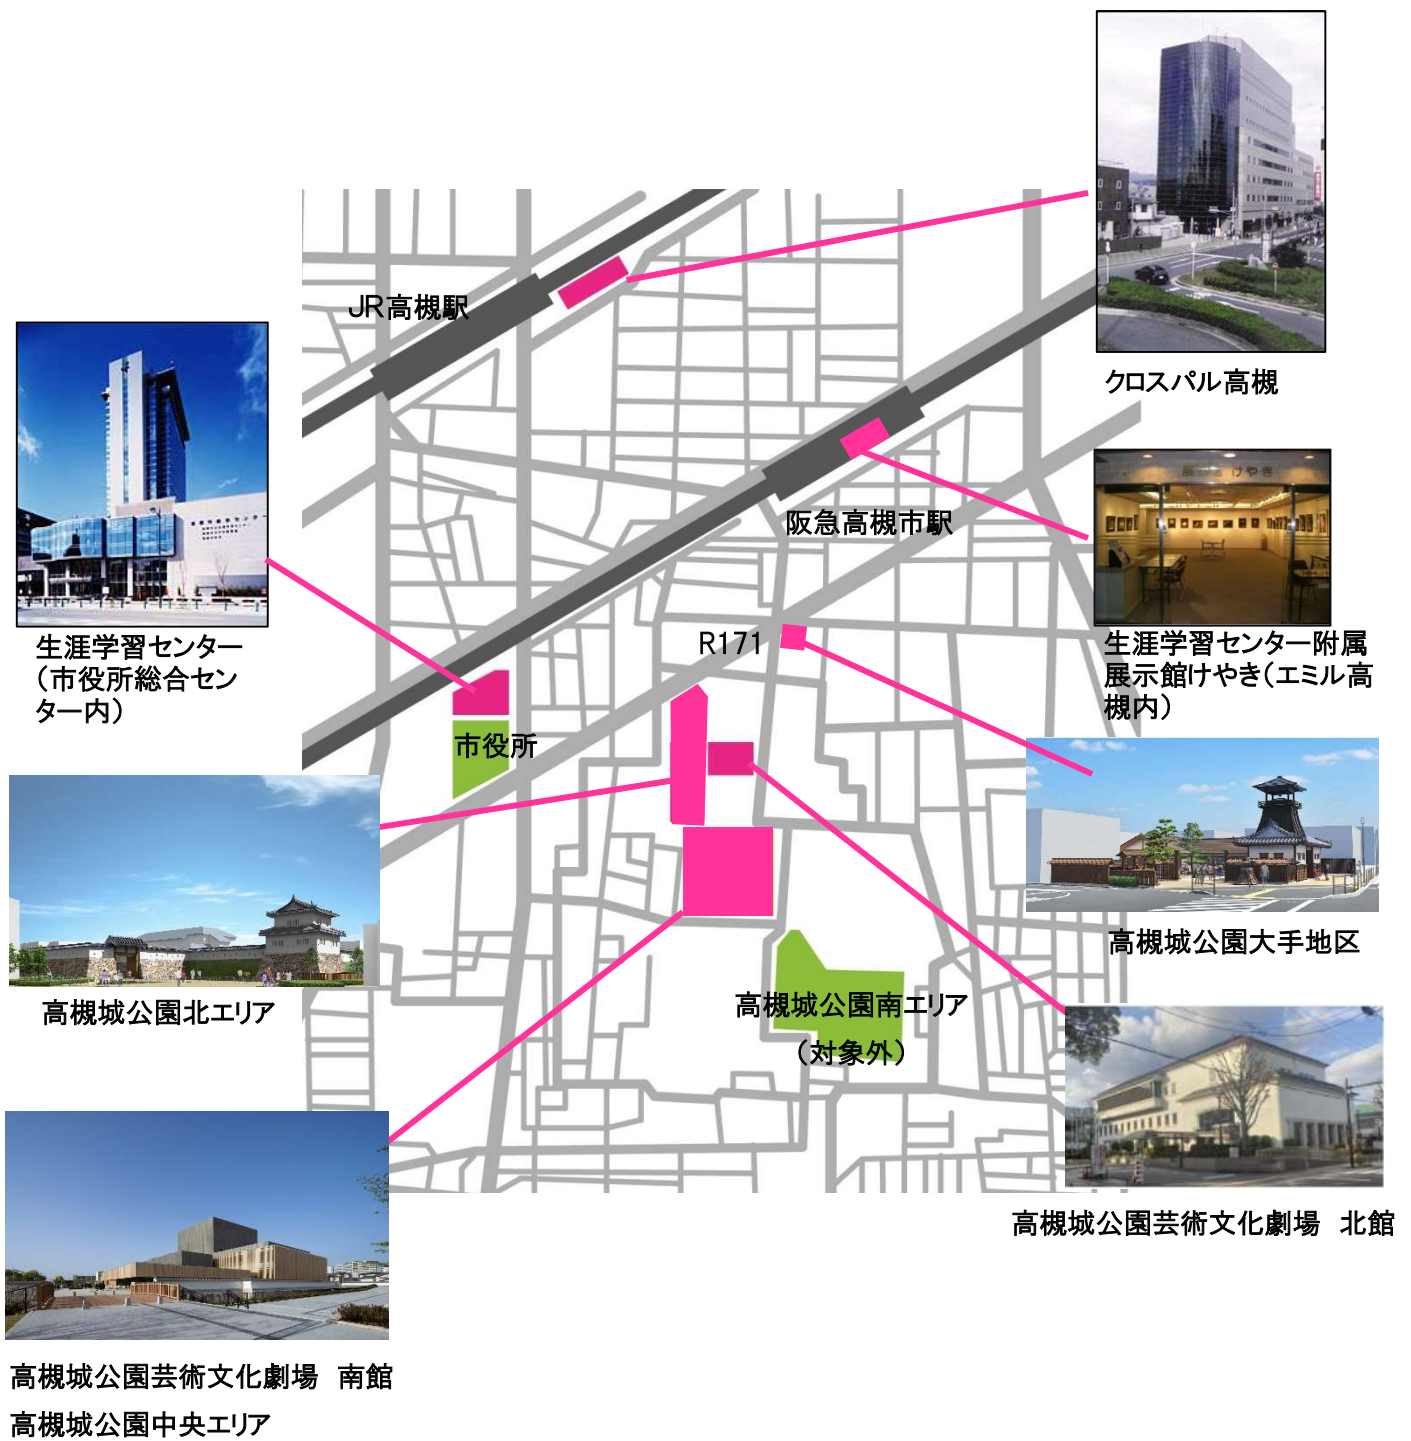 クロスパル高槻
JR高槻駅
展示館 けやき
阪急高槻市駅
生涯学習センター
(市役所総合セン
ター内)
R171
生涯学習センター附属
展示館けやき(エミル高
槻内)
市役所
高槻城公園大手地区
高槻城公園北エリア
高槻城公園南エリア
(対象外)
高槻城公園芸術文化劇場 北館
高槻城公園芸術文化劇場 南館
高槻城公園中央エリア